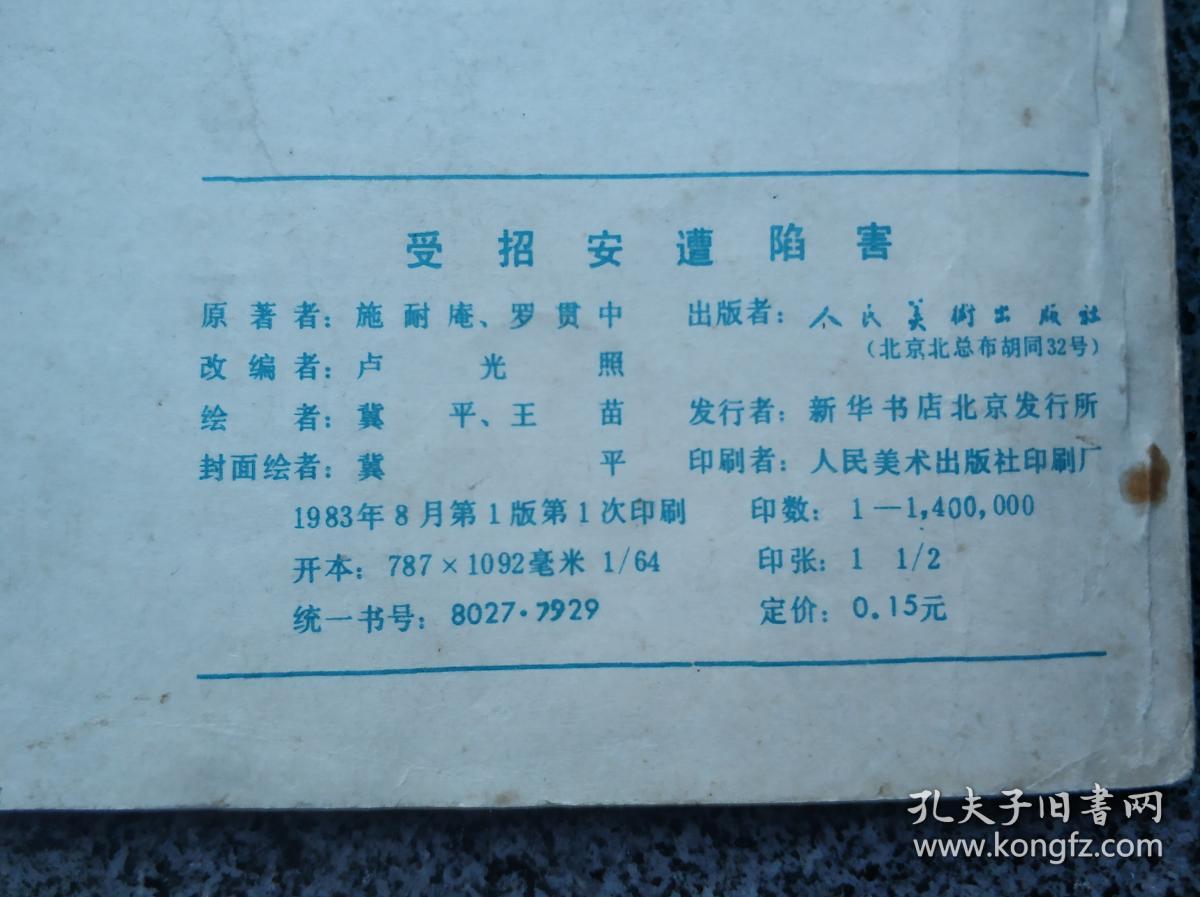 受招安遭陷害
原著者：施耐庵、罗贯中 出版者：人民美術出版社
（北京北总布胡同32号）
改编者：卢光照
绘者：冀平、王苗 发行者：新华书店北京发行所
封面绘者：冀平 印刷者：人民美术出版社印刷厂
1983年8月第1版第1次印刷 印数：1—1,400,000
开本：787×1092毫米 1/64 印张：1 1/2
统一书号：8027·7929 定价：0.15元
孔夫子旧書网
www.kongfz.com